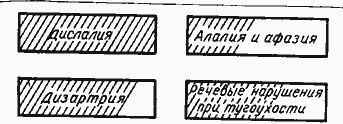 Дислалия
Алалия и афазия
Дизартрия
Речевые нарушения
при тугоухости